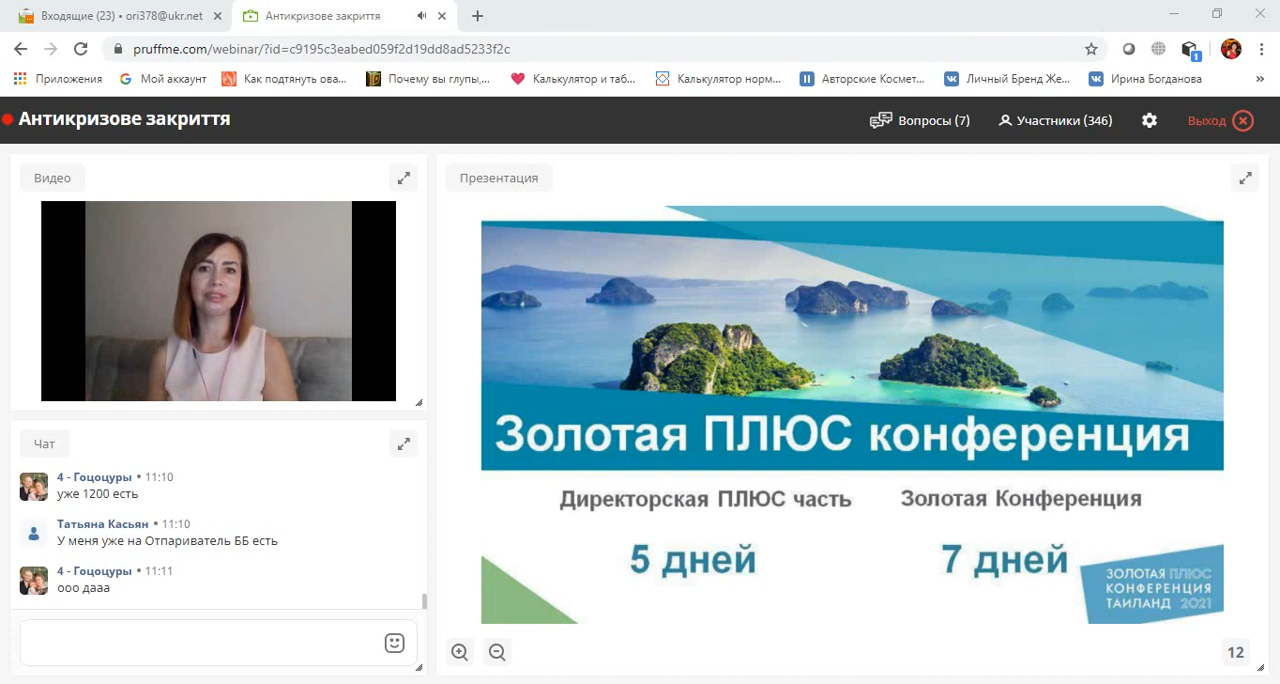 Входящие (23) • ori378@ukr.net
Антикризове закриття
pruffme.com/webinar/?id=c9195c3eabed059f2d19dd8ad5233f2c
Приложения
Мой аккаунт
Как подтянуть ова...
Почему вы глупы,...
Калькулятор и таб...
Калькулятор норм...
Авторские Космет...
Личный Бренд Же...
Ирина Богданова
»
1
Антикризове закриття
Вопросы (7)
Участники (346)
Выход
Видео
Презентация
Золотая ПЛЮС конференция
Директорская ПЛЮС часть
Золотая Конференция
5 дней
7 дней
ЗОЛОТАЯ ПЛЮС
КОНФЕРЕНЦИЯ
ТАИЛАНД 2021
Чат
4 - Гоцоцуры • 11:10
уже 1200 есть
Татьяна Касьян • 11:10
У меня уже на Отпариватель ББ есть
4 - Гоцоцуры • 11:11
ооо дааа
12